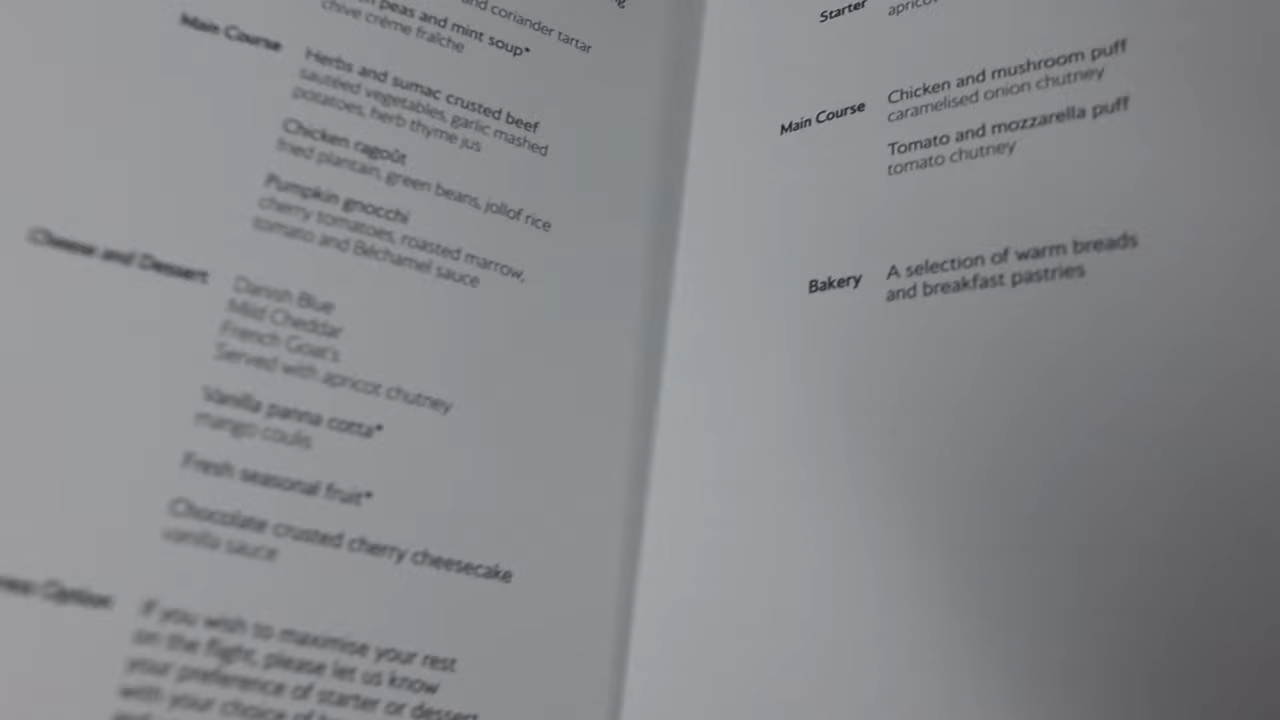 and coriander tartar
peas and mint soup*
chive crème fraîche
Main Course
Herbs and sumac crusted beef
sautéed vegetables, garlic mashed
potatoes, herb thyme jus
Chicken ragoût
fried plantain, green beans, jollof rice
Pumpkin gnocchi
cherry tomatoes, roasted marrow,
tomato and Béchamel sauce
Cheese and Dessert
Danish Blue
Mild Cheddar
French Goat's
Served with apricot chutney
Vanilla panna cotta*
mango coulis
Fresh seasonal fruit*
Chocolate crusted cherry cheesecake
vanilla sauce
Option
If you wish to maximise your rest
on the flight, please let us know
your preference of starter or dessert
with your choice of
Starter
Main Course
Chicken and mushroom puff
caramelised onion chutney
Tomato and mozzarella puff
tomato chutney
Bakery
A selection of warm breads
and breakfast pastries